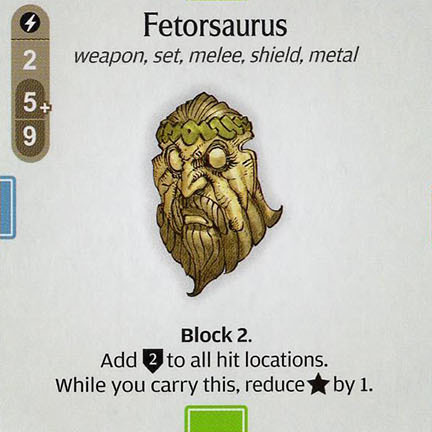 Fetorsaurus
weapon, set, melee, shield, metal
2
5+
9
Block 2.
Add 2 to all hit locations.
While you carry this, reduce ★ by 1.